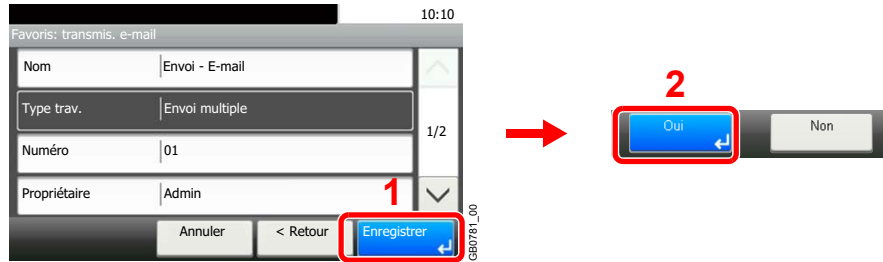 10:10
Favoris: transmis. e-mail
Nom Envoi - E-mail
Type trav. Envoi multiple
1/2
Numéro 01
Propriétaire Admin
1
Annuler < Retour Enregistrer
GB0781_00
2
Oui Non